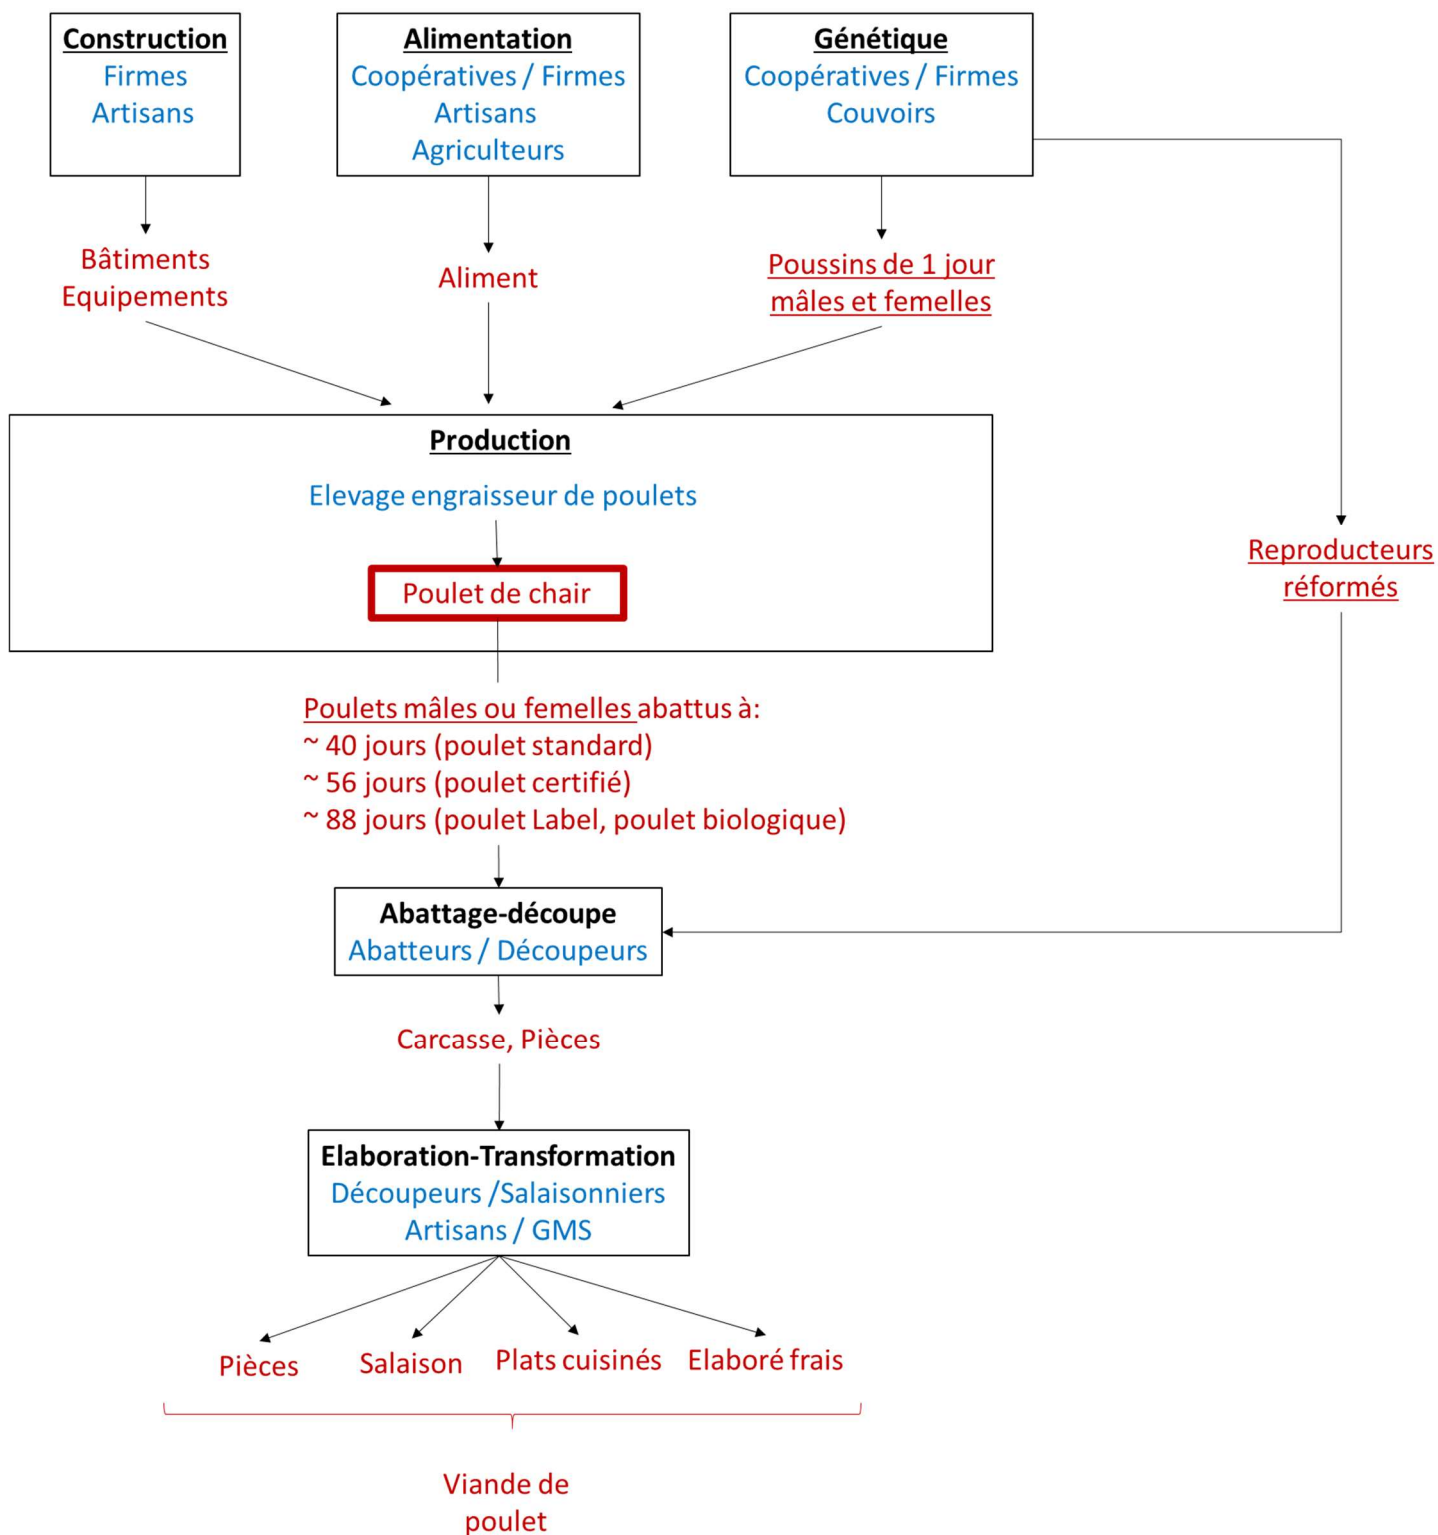 Construction
Firmes
Artisans
Alimentation
Coopératives / Firmes
Artisans
Agriculteurs
Génétique
Coopératives / Firmes
Couvoirs
Bâtiments
Equipements
Aliment
Poussins de 1 jour
mâles et femelles
Production
Elevage engraisseur de poulets
Poulet de chair
Reproducteurs
réformés
Poulets mâles ou femelles abattus à:
~ 40 jours (poulet standard)
~ 56 jours (poulet certifié)
~ 88 jours (poulet Label, poulet biologique)
Abattage-découpe
Abatteurs / Découpeurs
Carcasse, Pièces
Elaboration-Transformation
Découpeurs /Salaisonniers
Artisans / GMS
Pièces
Salaison
Plats cuisinés
Elaboré frais
Viande de
poulet